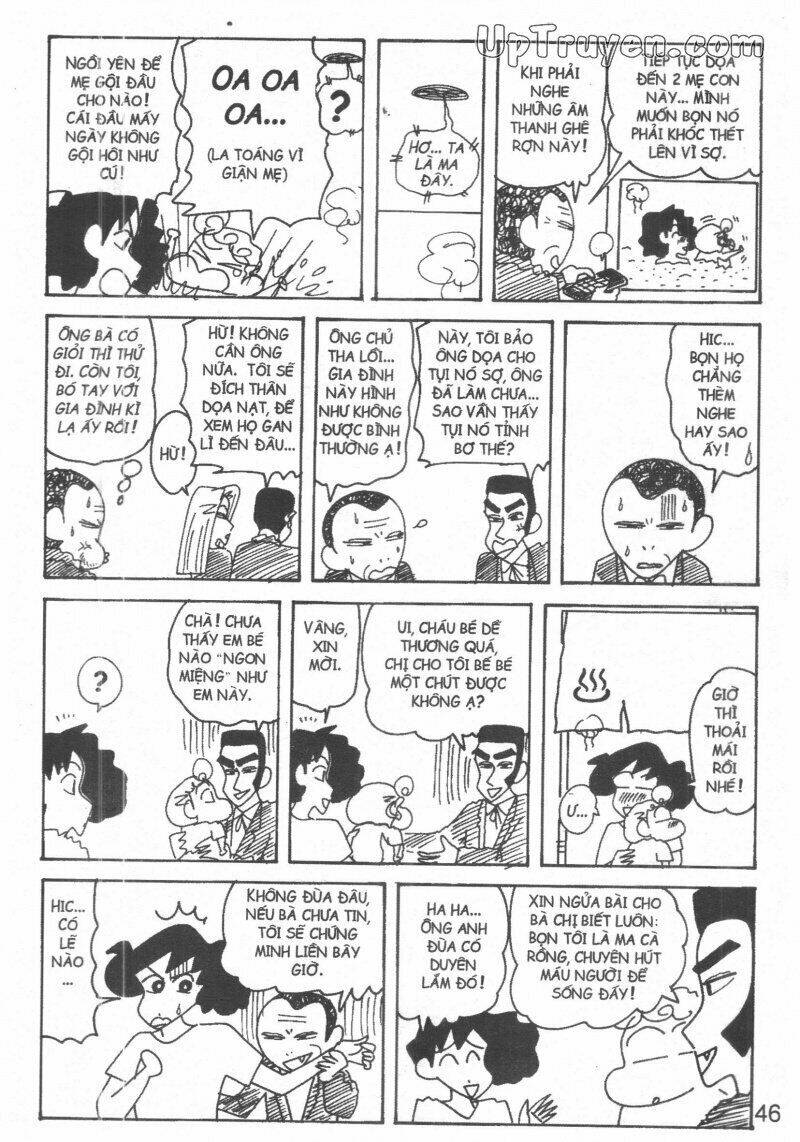 UpTruyen.com
TIẾP TỤC DỌA
ĐẾN 2 MẸ CON
NÀY... MÌNH
MUỐN BỌN NÓ
PHẢI KHÓC THÉT
LÊN VÌ SỢ.
KHI PHẢI
NGHE
NHỮNG ÂM
THANH GHÊ
RỢN NÀY!
HƠ... TA
LÀ MA
ĐÂY.
?
OA OA
OA...
(LA TOÁNG VÌ
GIẬN MẸ)
NGỒI YÊN ĐỂ
MẸ GỘI ĐẦU
CHO NÀO!
CÁI ĐẦU MẤY
NGÀY KHÔNG
GỘI HÔI NHƯ
CÚ!
HIC...
BỌN HỌ
CHẲNG
THÈM
NGHE
HAY SAO
ẤY!
NÀY, TÔI BẢO
ÔNG DỌA CHO
TỤI NÓ SỢ, ÔNG
ĐÃ LÀM CHƯA...
SAO VẪN THẤY
TỤI NÓ TỈNH
BƠ THẾ?
ÔNG CHỦ
THA LỖI...
GIA ĐÌNH
NÀY HÌNH
NHƯ KHÔNG
ĐƯỢC BÌNH
THƯỜNG Ạ!
HỪ! KHÔNG
CẦN ÔNG
NỮA. TÔI SẼ
ĐÍCH THÂN
DỌA NẠT, ĐỂ
XEM HỌ GAN
LÌ ĐẾN ĐÂU...
HỪ!
ÔNG BÀ CÓ
GIỎI THÌ THỬ
ĐI. CÒN TÔI,
BÓ TAY VỚI
GIA ĐÌNH KÌ
LẠ ẤY RỒI!
GIỜ
THÌ
THOẢI
MÁI
RỒI
NHÉ!
Ư...
UI, CHÁU BÉ DỄ
THƯƠNG QUÁ,
CHỊ CHO TÔI BẾ BÉ
MỘT CHÚT ĐƯỢC
KHÔNG Ạ?
VÂNG,
XIN
MỜI.
CHÀ! CHƯA
THẤY EM BÉ
NÀO "NGON
MIỆNG" NHƯ
EM NÀY.
?
XIN NGỬA BÀI CHO
BÀ CHỊ BIẾT LUÔN:
BỌN TÔI LÀ MA CÀ
RỒNG, CHUYÊN HÚT
MÁU NGƯỜI ĐỂ
SỐNG ĐẤY!
HA HA...
ÔNG ANH
ĐÙA CÓ
DUYÊN
LẮM ĐÓ!
KHÔNG ĐÙA ĐÂU,
NẾU BÀ CHƯA TIN,
TÔI SẼ CHỨNG
MINH LIỀN BÂY
GIỜ.
HIC...
CÓ
LẼ
NÀO
...
46